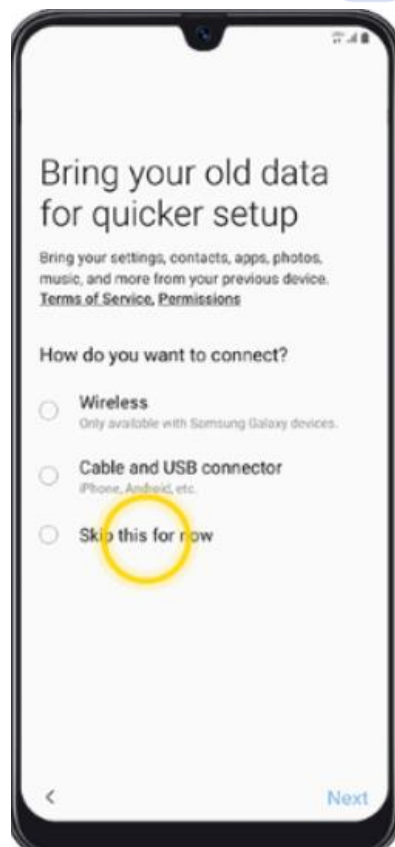 Bring your old data
for quicker setup
Bring your settings, contacts, apps, photos,
music, and more from your previous device.
Terms of Service, Permissions
How do you want to connect?
Wireless
Only available with Samsung Galaxy devices.
Cable and USB connector
iPhone, Android, etc.
Skip this for now
Next